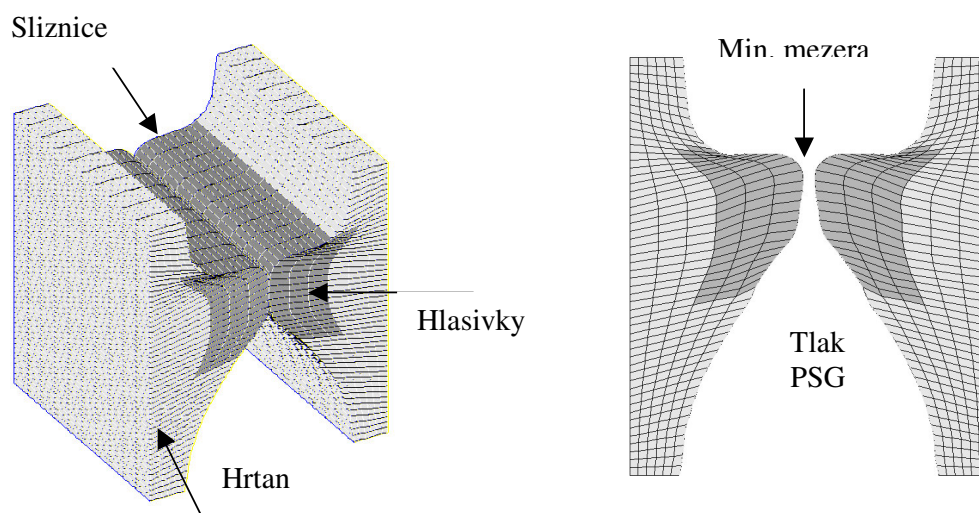 Sliznice
Hlasivky
Hrtan
Min. mezera
Tlak
PSG